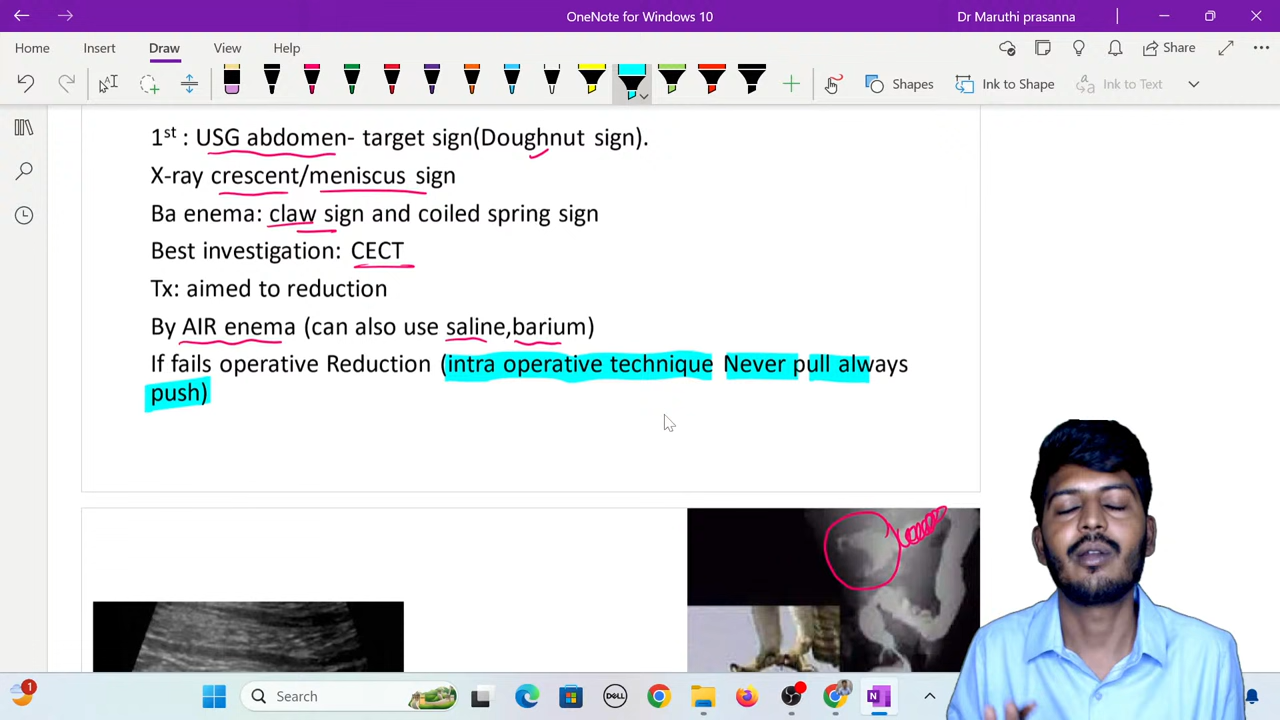 OneNote for Windows 10
Dr Maruthi prasanna
Home Insert Draw View Help
Share
Shapes
Ink to Shape
Ink to Text
1st : USG abdomen- target sign(Doughnut sign).
X-ray crescent/meniscus sign
Ba enema: claw sign and coiled spring sign
Best investigation: CECT
Tx: aimed to reduction
By AIR enema (can also use saline,barium)
If fails operative Reduction (intra operative technique Never pull always
push)
1
Search
DELL